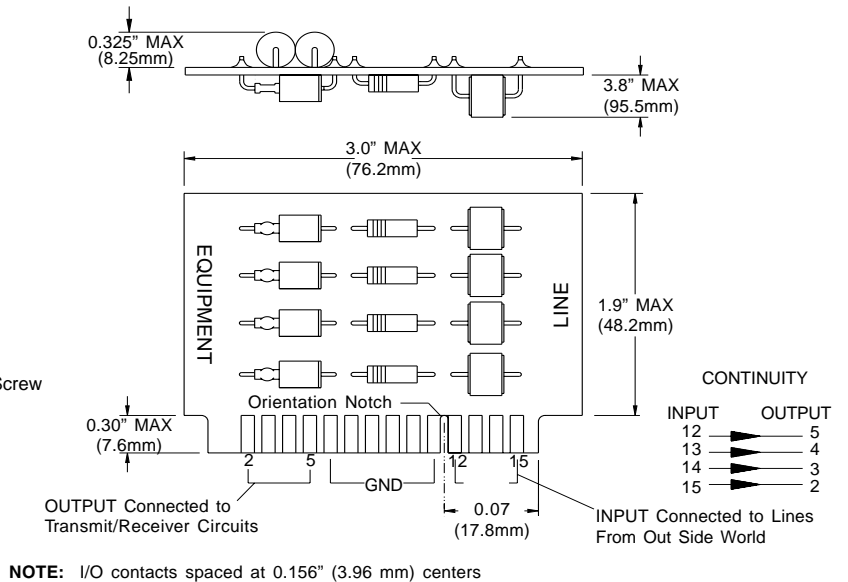 0.325” MAX
(8.25mm)
3.8” MAX
(95.5mm)
3.0” MAX
(76.2mm)
EQUIPMENT
LINE
1.9” MAX
(48.2mm)
Screw
Orientation Notch
0.30” MAX
(7.6mm)
2 5 12 15
GND
0.07
(17.8mm)
OUTPUT Connected to
Transmit/Receiver Circuits
INPUT Connected to Lines
From Out Side World
CONTINUITY
INPUT OUTPUT
12 5
13 4
14 3
15 2
NOTE: I/O contacts spaced at 0.156” (3.96 mm) centers